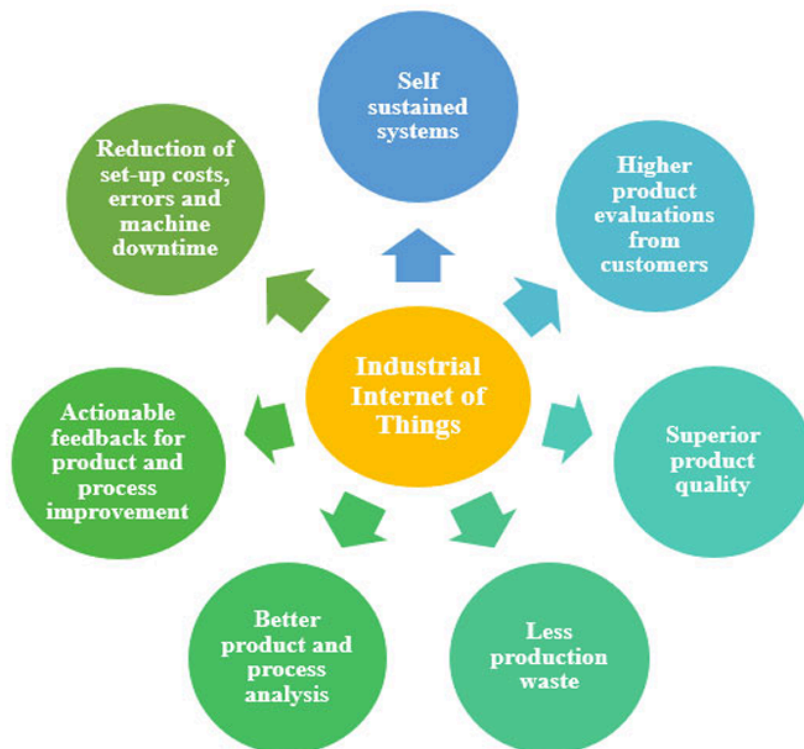 Self
sustained
systems
Higher
product
evaluations
from
customers
Superior
product
quality
Less
production
waste
Better
product and
process
analysis
Actionable
feedback for
product and
process
improvement
Reduction of
set-up costs,
errors and
machine
downtime
Industrial
Internet of
Things